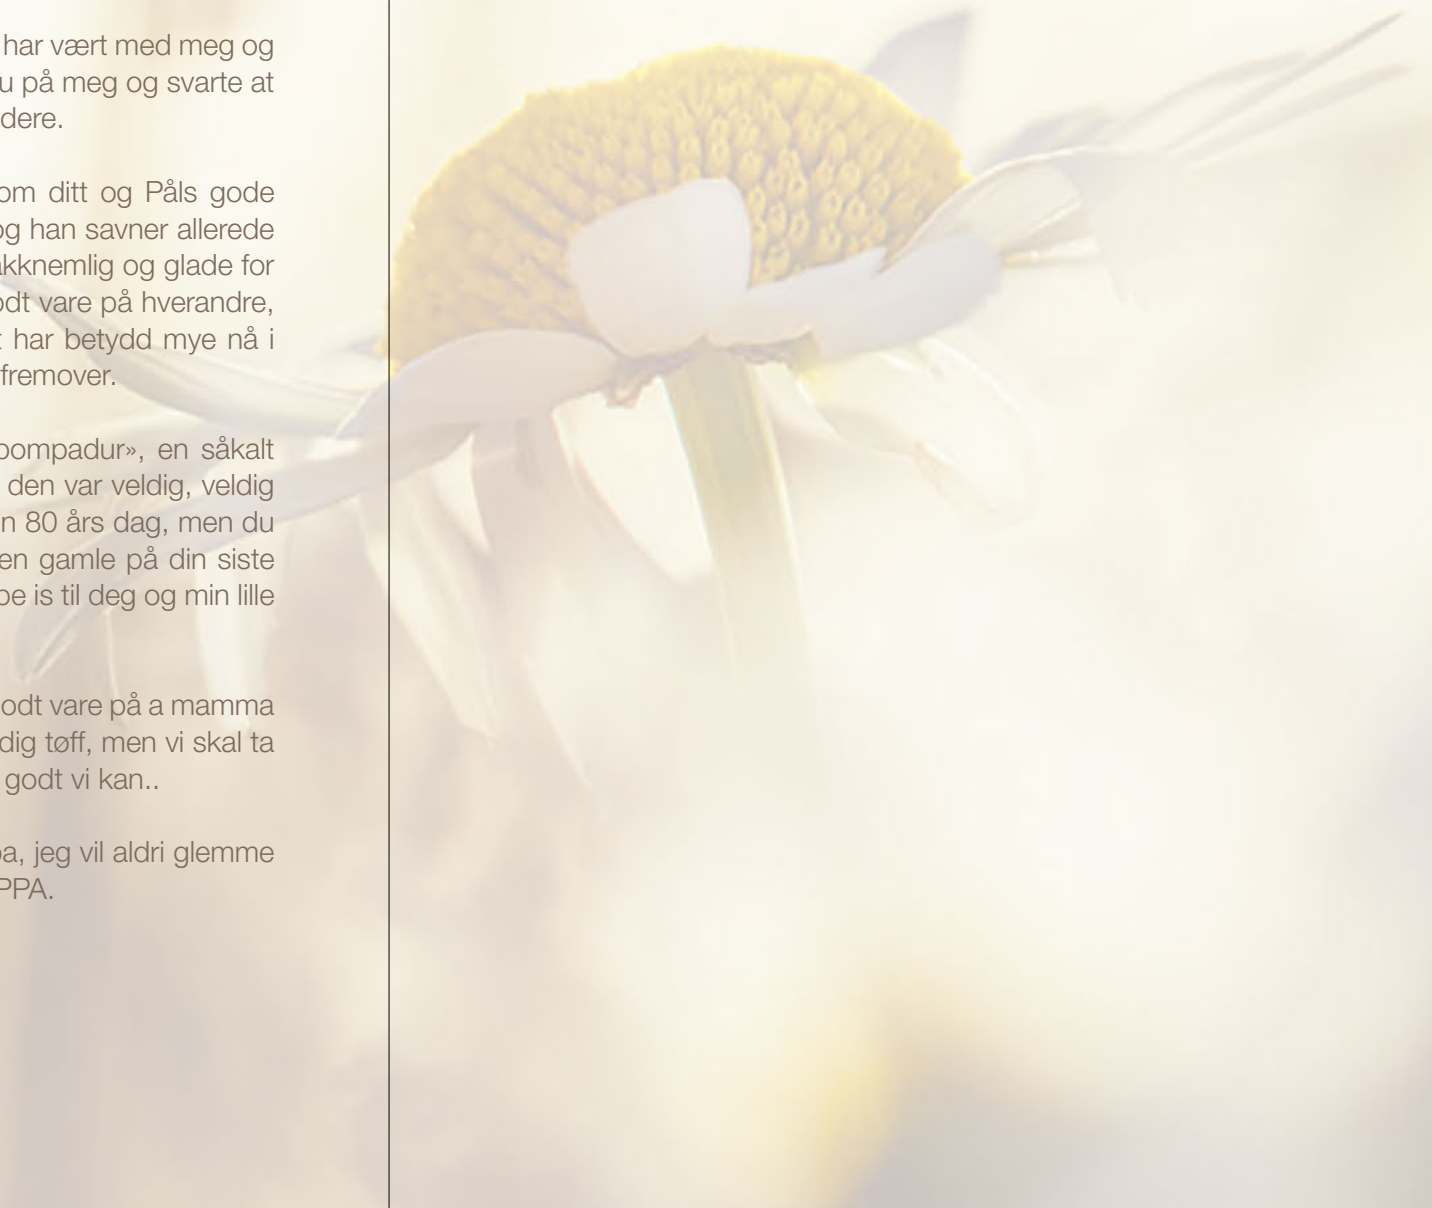 har vært med meg og
u på meg og svarte at
dere.
om ditt og Påls gode
og han savner allerede
akknemlig og glade for
odt vare på hverandre,
t har betydd mye nå i
fremover.
pompadur», en såkalt
den var veldig, veldig
n 80 års dag, men du
en gamle på din siste
be is til deg og min lille
odt vare på a mamma
dig tøff, men vi skal ta
godt vi kan..
pa, jeg vil aldri glemme
PPA.